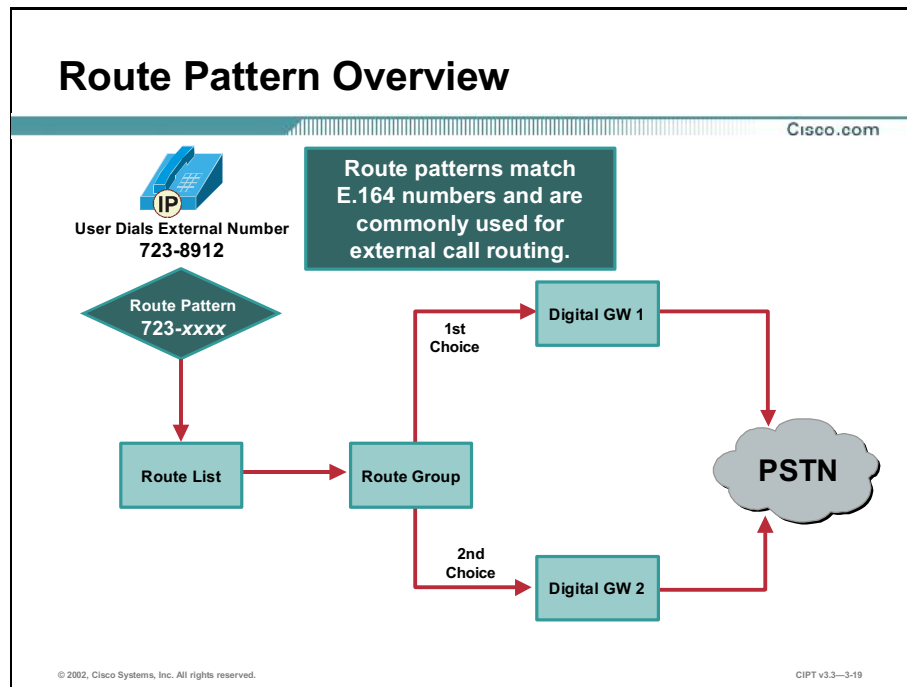 Route Pattern Overview
Cisco.com
IP
User Dials External Number
723-8912
Route patterns match
E.164 numbers and are
commonly used for
external call routing.
Route Pattern
723-xxxx
1st
Choice
Digital GW 1
Route List
Route Group
PSTN
2nd
Choice
Digital GW 2
© 2002, Cisco Systems, Inc. All rights reserved.
CIPT v3.3—3-19